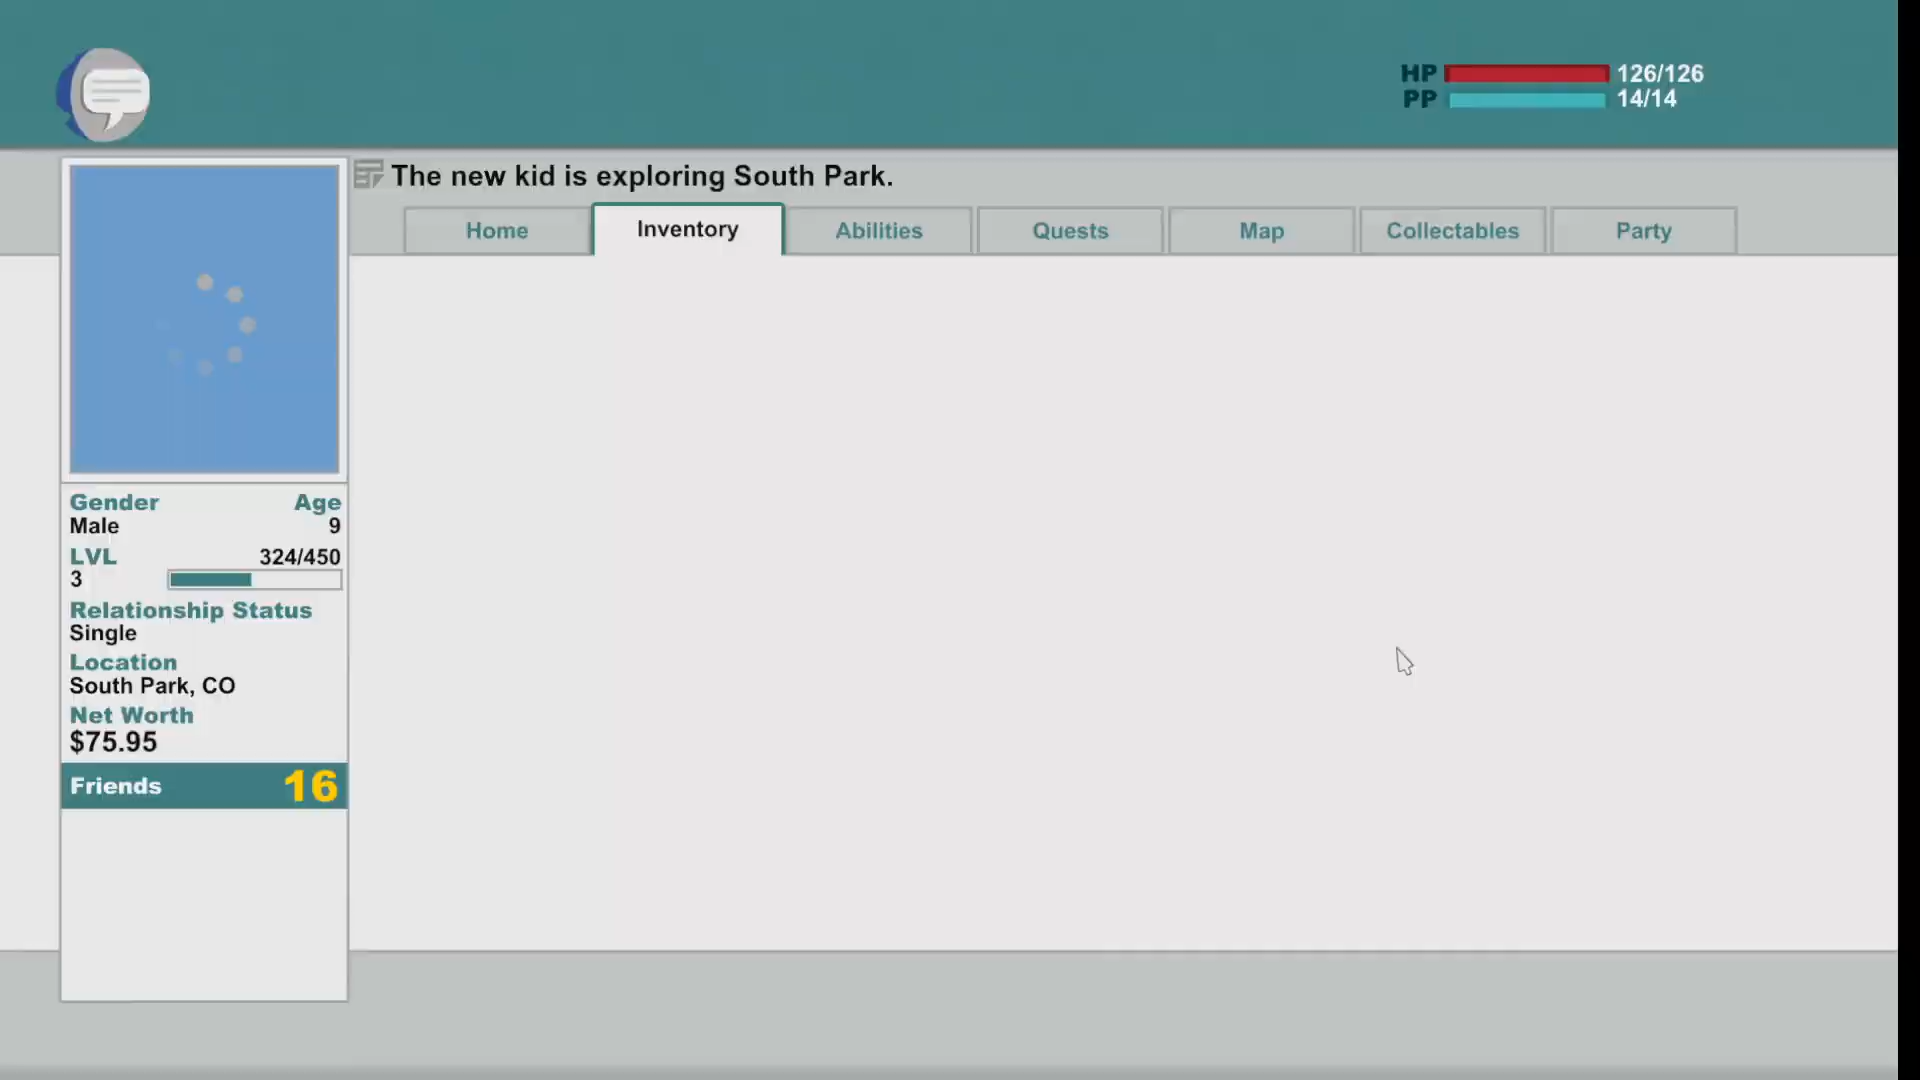 HP 126/126
PP 14/14
The new kid is exploring South Park.
Home Inventory Abilities Quests Map Collectables Party
Gender Age
Male 9
LVL 324/450
3
Relationship Status
Single
Location
South Park, CO
Net Worth
$75.95
Friends 16